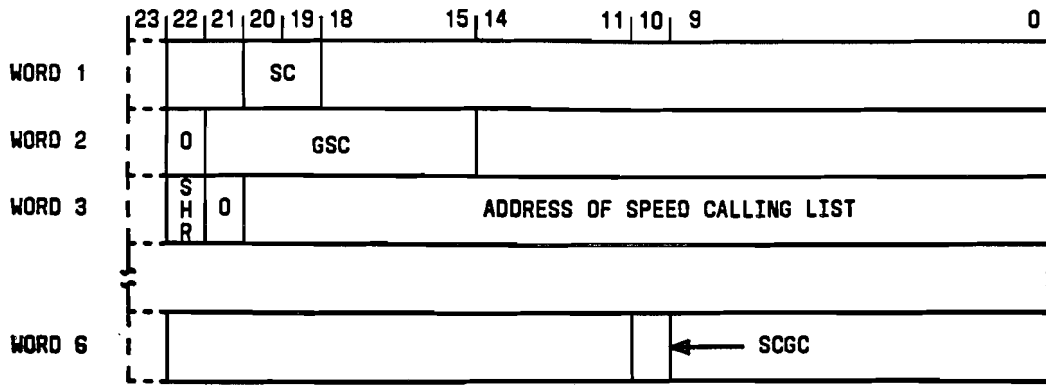 23 22 21 20 19 18 15 14 11 10 9 0
WORD 1 SC
WORD 2 0 GSC
WORD 3 SHR 0 ADDRESS OF SPEED CALLING LIST
WORD 6 SCGC